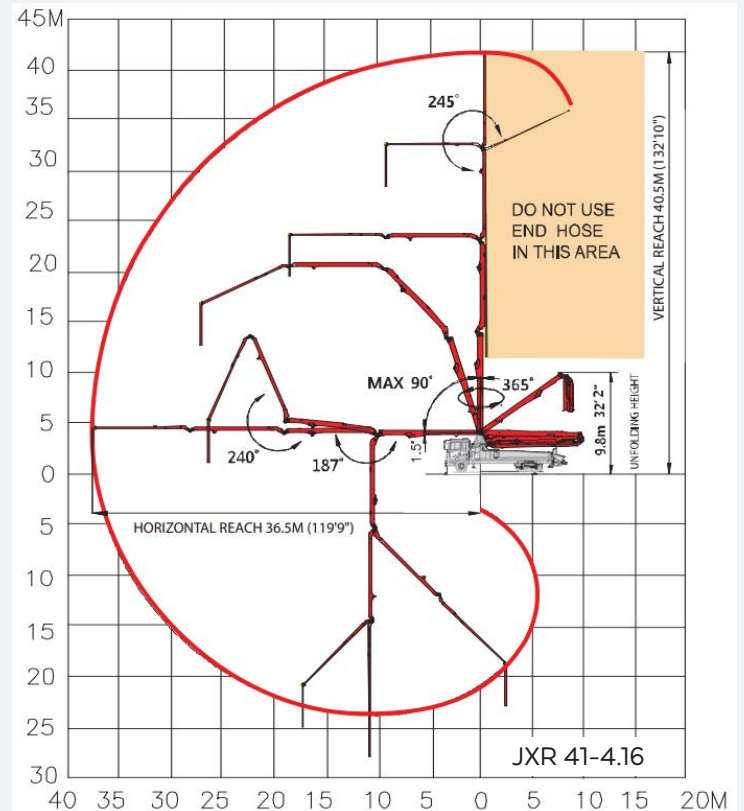 45M
40
35
30
25
20
15
10
5
0
5
10
15
20
25
30
245°
DO NOT USE
END HOSE
IN THIS AREA
VERTICAL REACH 40.5M (132'10")
MAX 90°
365°
1.5°
9.8m 32' 2"
UNFOLDING HEIGHT
240°
187°
HORIZONTAL REACH 36.5M (119'9")
JXR 41-4.16
40 35 30 25 20 15 10 5 0 5 10 15 20M